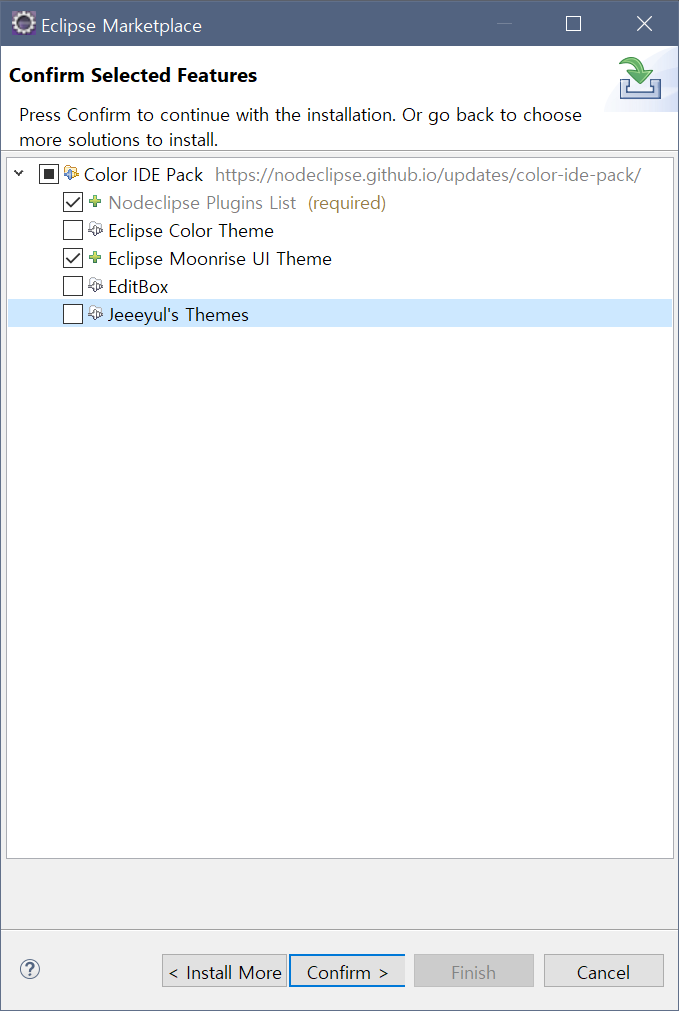 Eclipse Marketplace
Confirm Selected Features
Press Confirm to continue with the installation. Or go back to choose
more solutions to install.
Color IDE Pack https://nodeclipse.github.io/updates/color-ide-pack/
Nodeclipse Plugins List (required)
Eclipse Color Theme
Eclipse Moonrise UI Theme
EditBox
Jeeeyul's Themes
< Install More Confirm > Finish Cancel